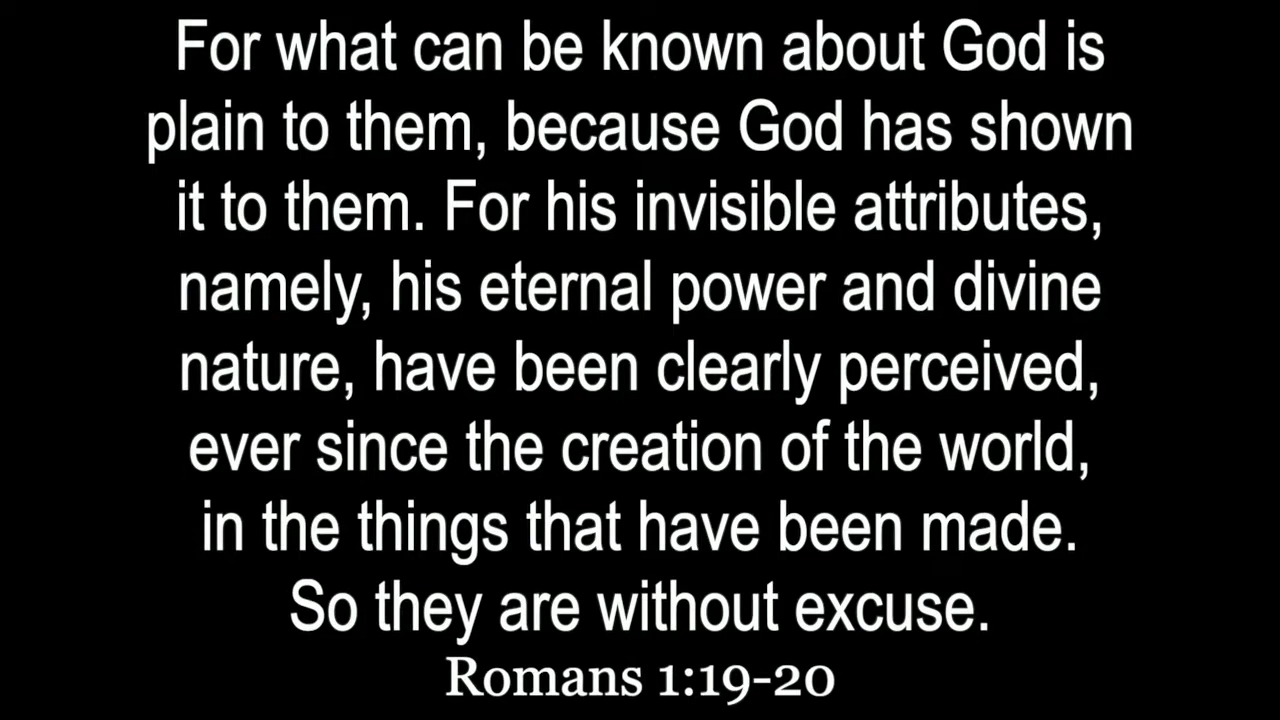 For what can be known about God is
plain to them, because God has shown
it to them. For his invisible attributes,
namely, his eternal power and divine
nature, have been clearly perceived,
ever since the creation of the world,
in the things that have been made.
So they are without excuse.
Romans 1:19-20